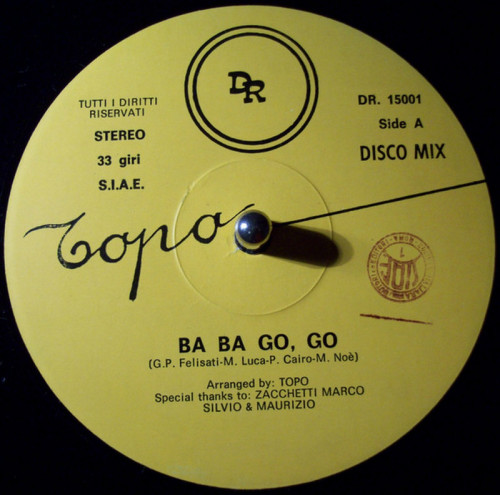 DR
TUTTI I DIRITTI
RISERVATI
STEREO
33 giri
S.I.A.E.
DR. 15001
Side A
DISCO MIX
Topo
BA BA GO, GO
(G.P. Felisati-M. Luca-P. Cairo-M. Noè)
Arranged by: TOPO
Special thanks to: ZACCHETTI MARCO
SILVIO & MAURIZIO